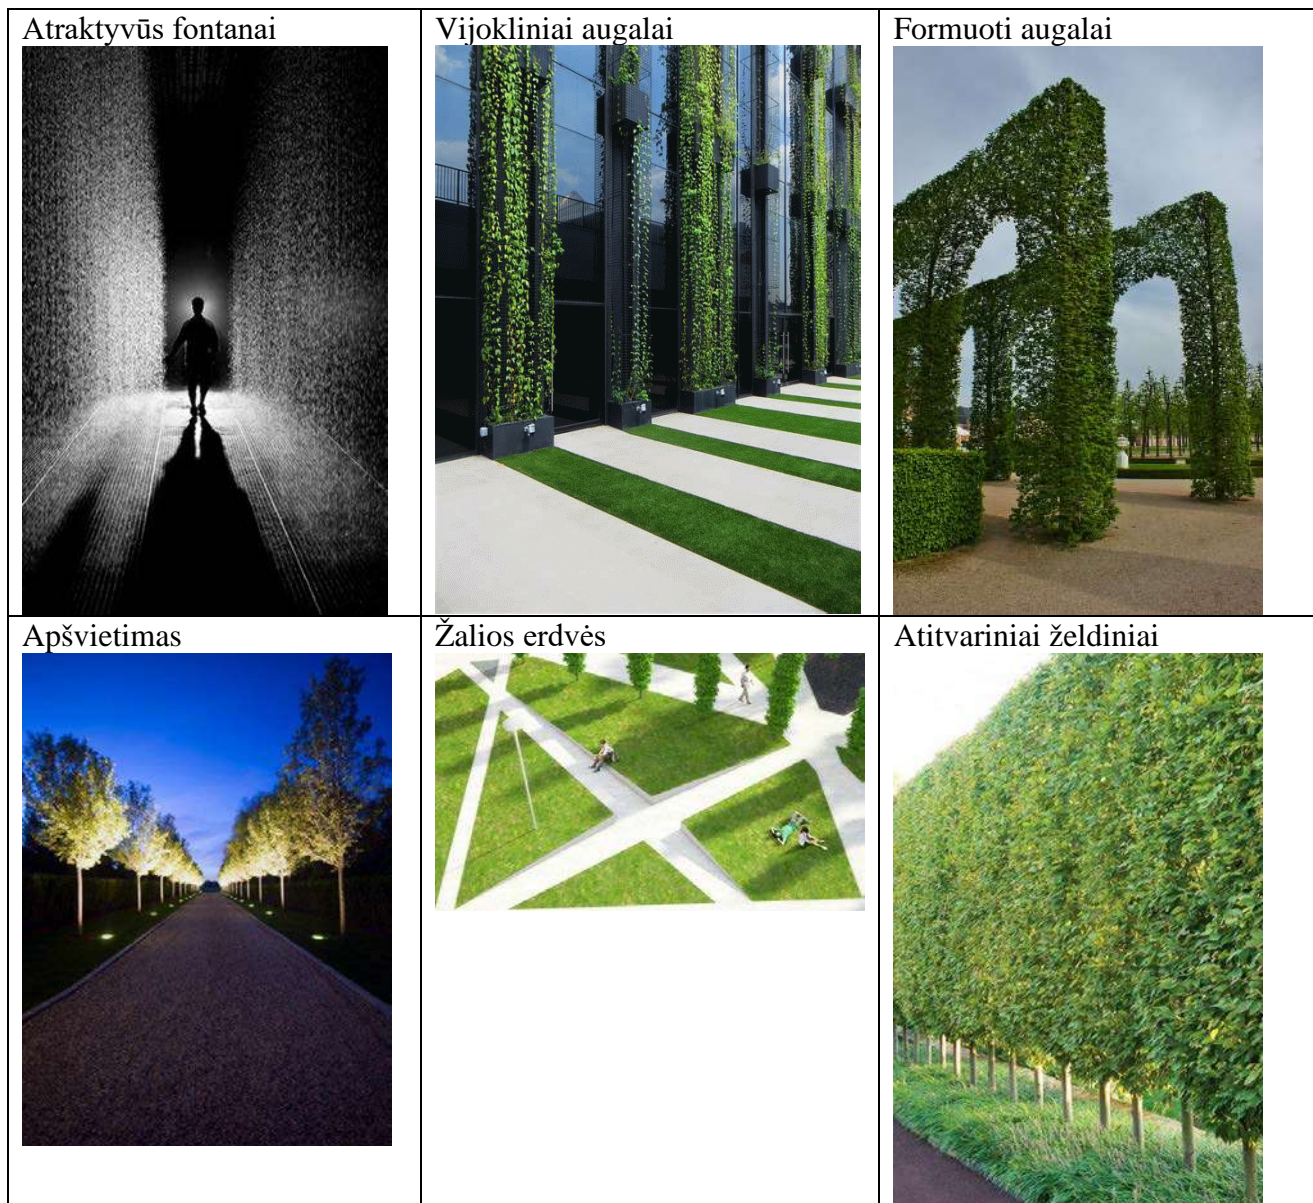 Atraktyvūs fontanai
Vijokliniai augalai
Formuoti augalai
Apšvietimas
Žalios erdvės
Atitvariniai želdiniai